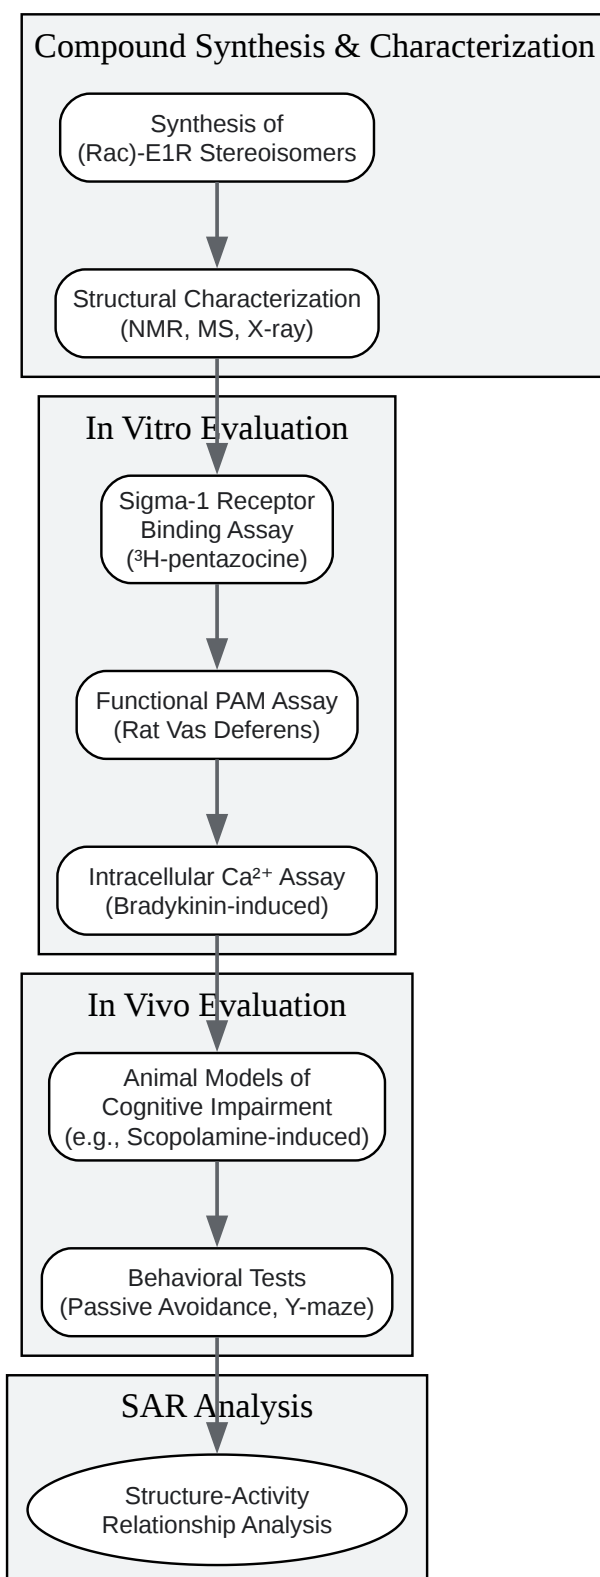 Compound Synthesis & Characterization
Synthesis of
(Rac)-E1R Stereoisomers
Structural Characterization
(NMR, MS, X-ray)
In Vitro Evaluation
Sigma-1 Receptor
Binding Assay
(³H-pentazocine)
Functional PAM Assay
(Rat Vas Deferens)
Intracellular Ca²⁺ Assay
(Bradykinin-induced)
In Vivo Evaluation
Animal Models of
Cognitive Impairment
(e.g., Scopolamine-induced)
Behavioral Tests
(Passive Avoidance, Y-maze)
SAR Analysis
Structure-Activity
Relationship Analysis